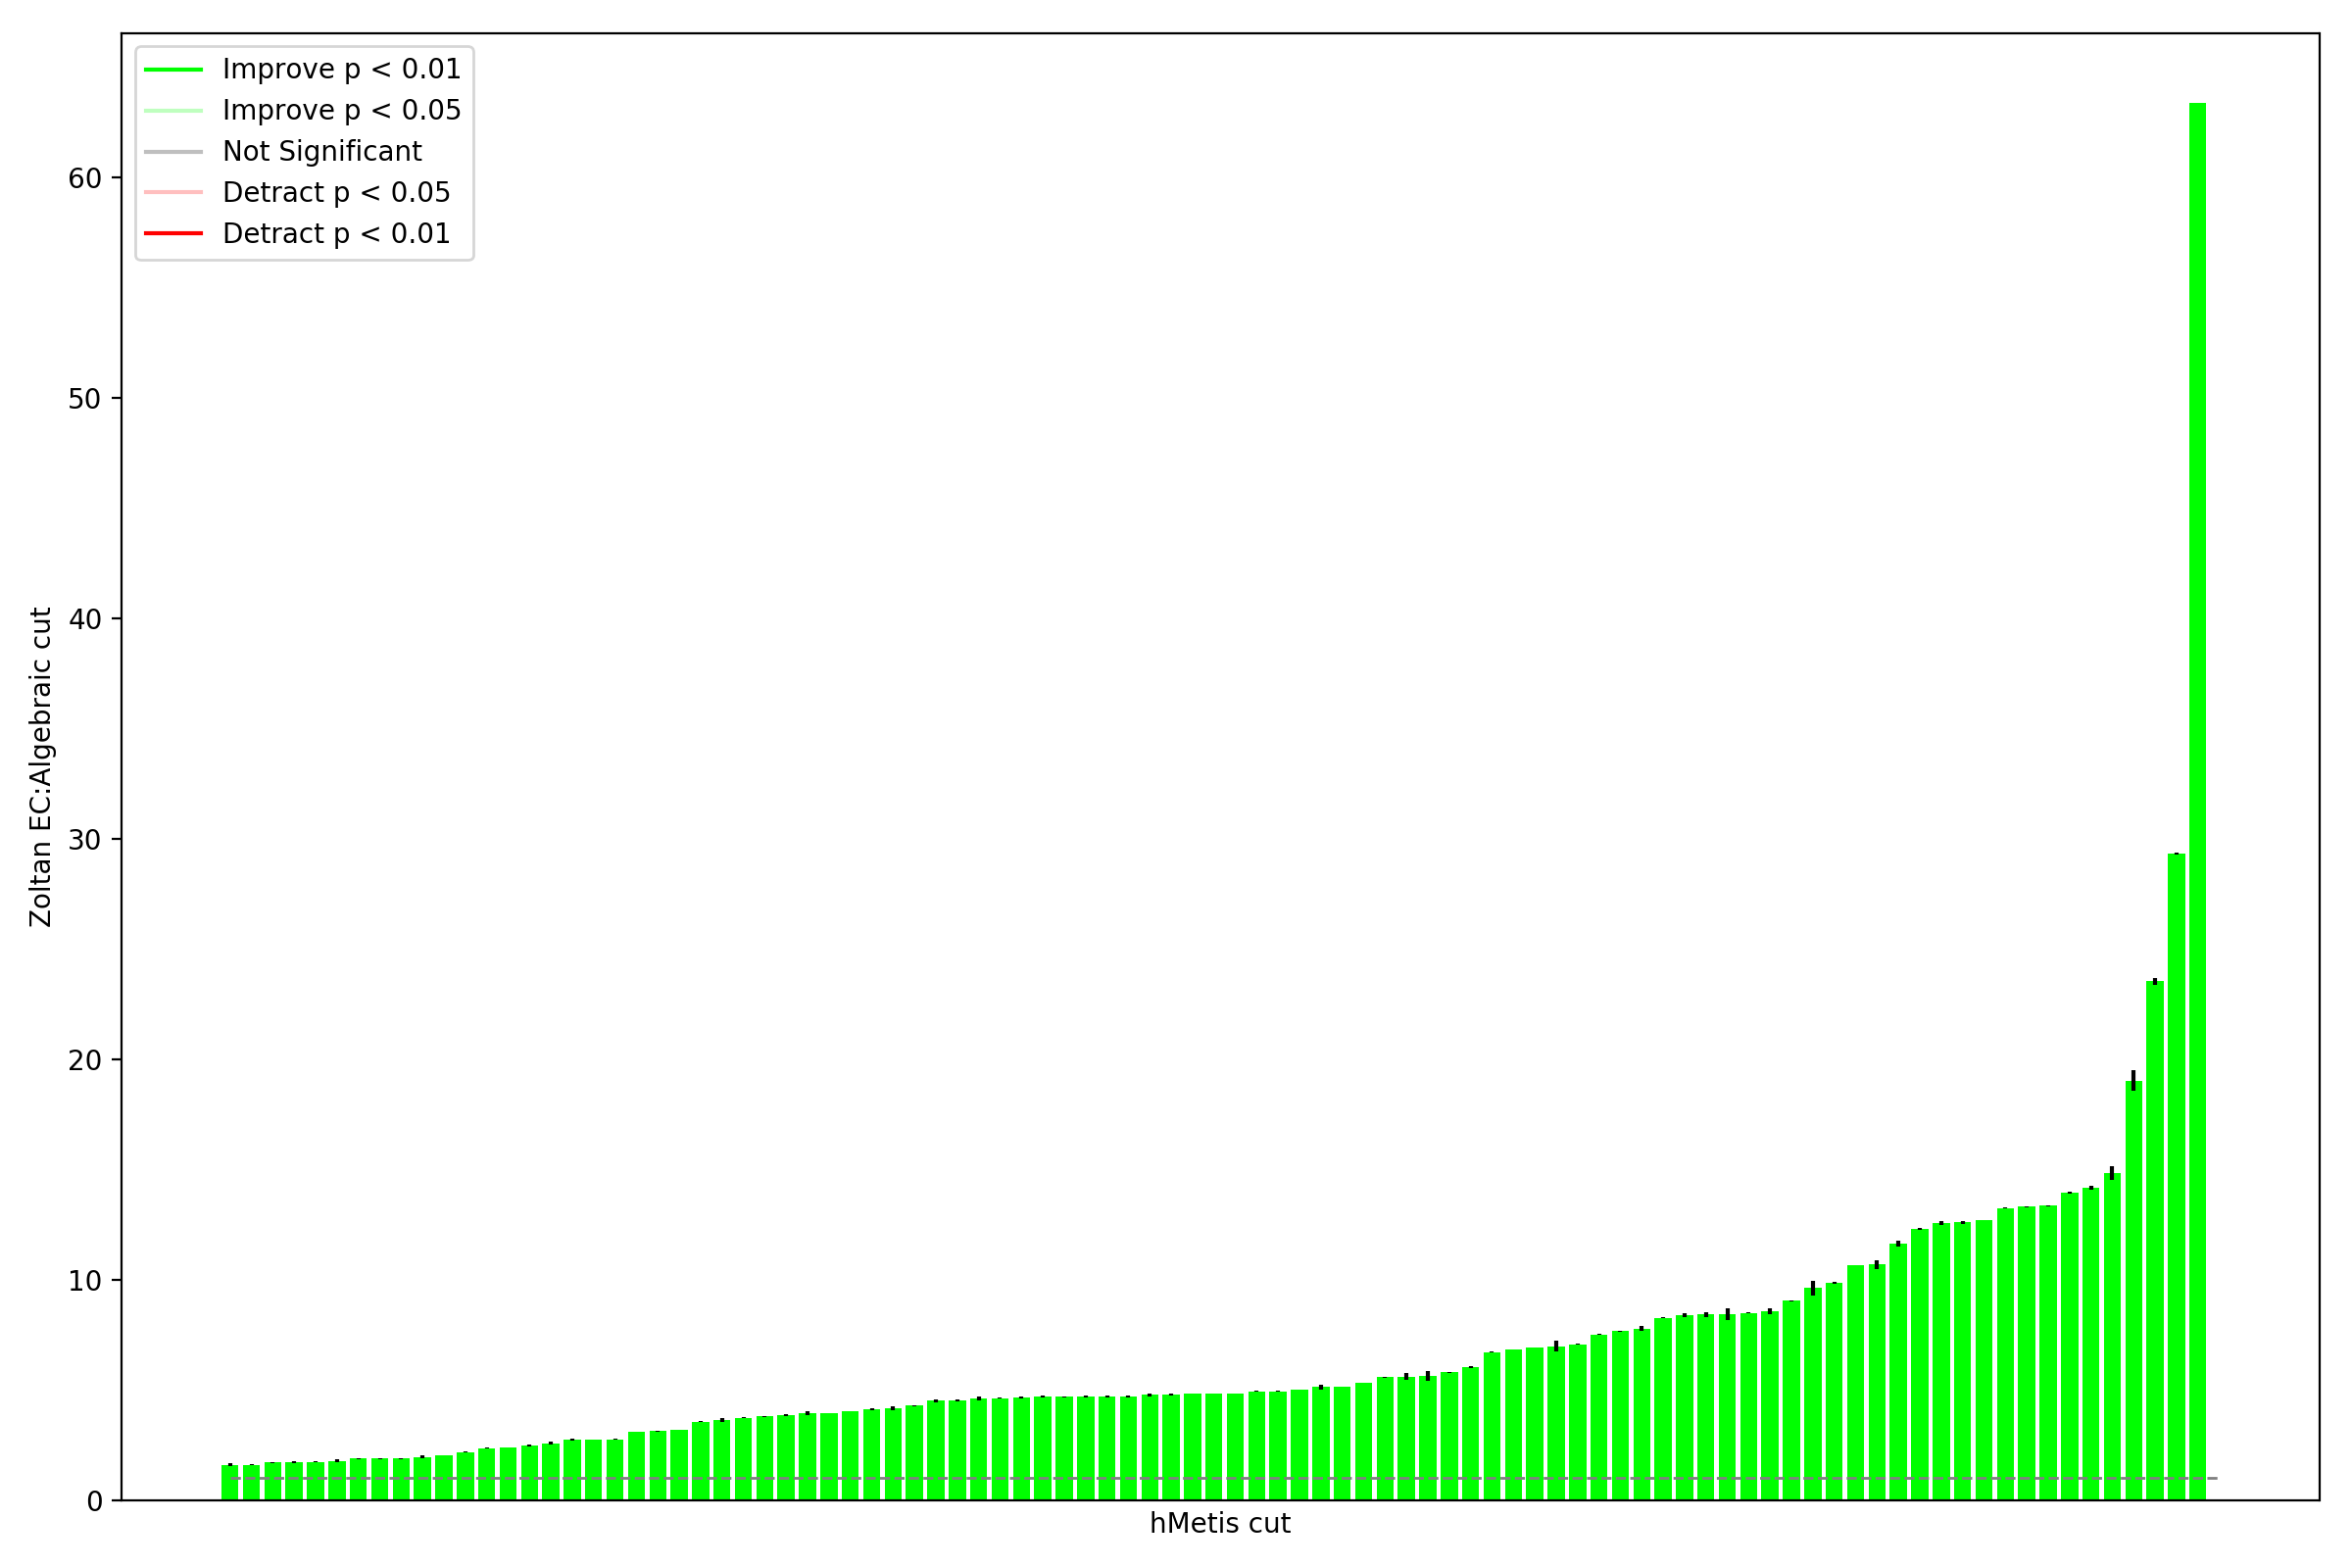 Improve p < 0.01
Improve p < 0.05
Not Significant
Detract p < 0.05
Detract p < 0.01
60
50
40
30
20
10
0
Zoltan EC:Algebraic cut
hMetis cut